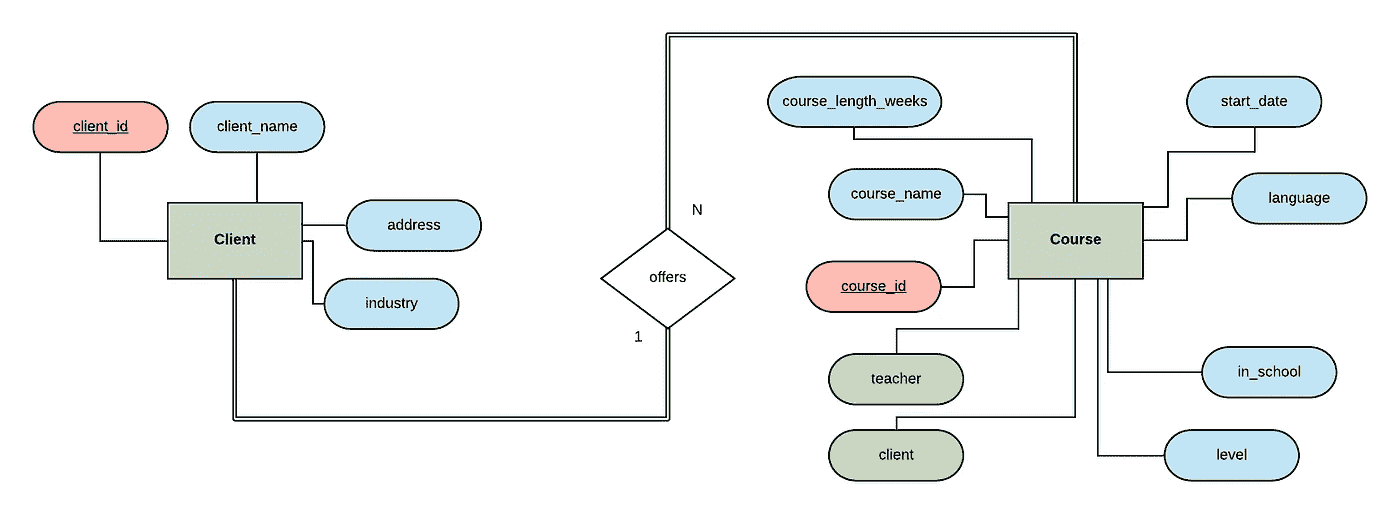 client_id
client_name
Client
address
industry
N
offers
1
course_length_weeks
start_date
course_name
language
Course
course_id
teacher
in_school
client
level